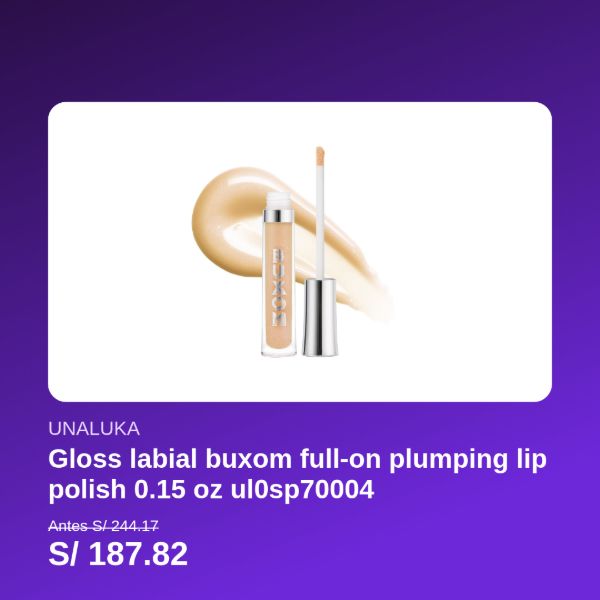 BUXOM
UNALUKA
Gloss labial buxom full-on plumping lip
polish 0.15 oz ul0sp70004
Antes S/ 244.17
S/ 187.82